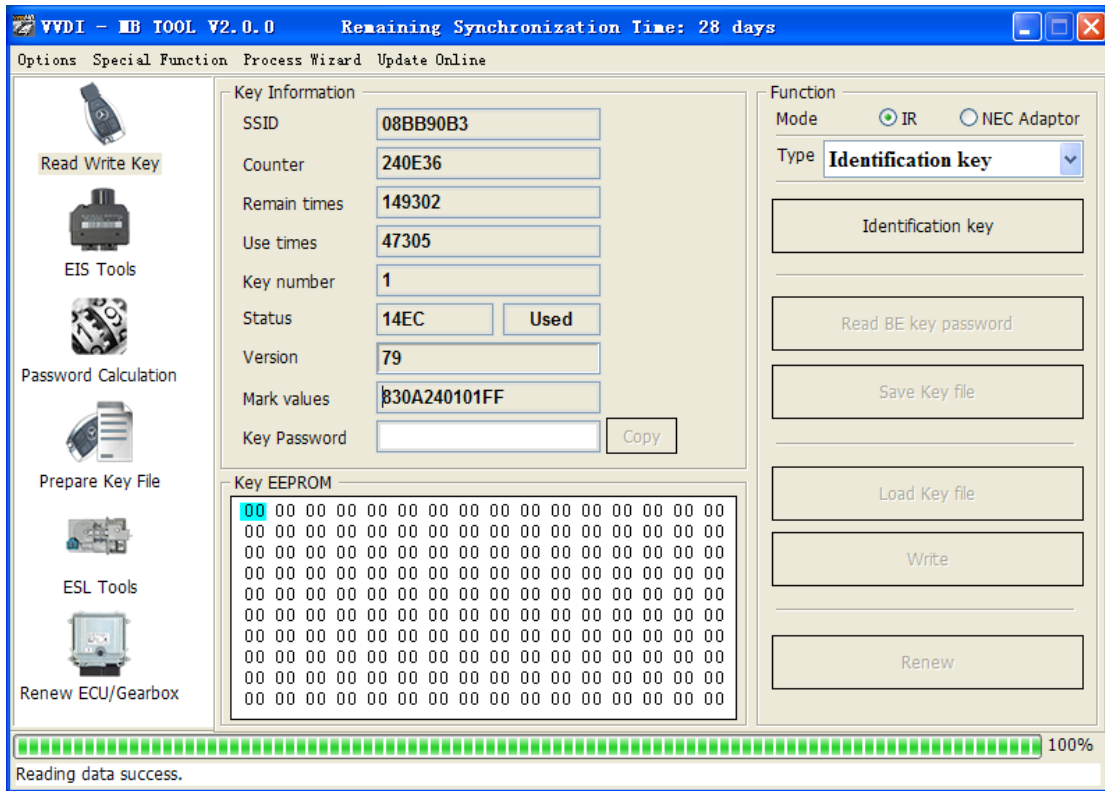 VVDI - MB TOOL V2.0.0 Remaining Synchronization Time: 28 days
Options Special Function Process Wizard Update Online
Read Write Key
EIS Tools
Password Calculation
Prepare Key File
ESL Tools
Renew ECU/Gearbox
Key Information
SSID 08BB90B3
Counter 240E36
Remain times 149302
Use times 47305
Key number 1
Status 14EC Used
Version 79
Mark values 830A240101FF
Key Password Copy
Key EEPROM
00 00 00 00 00 00 00 00 00 00 00 00 00 00 00 00
00 00 00 00 00 00 00 00 00 00 00 00 00 00 00 00
00 00 00 00 00 00 00 00 00 00 00 00 00 00 00 00
00 00 00 00 00 00 00 00 00 00 00 00 00 00 00 00
00 00 00 00 00 00 00 00 00 00 00 00 00 00 00 00
00 00 00 00 00 00 00 00 00 00 00 00 00 00 00 00
00 00 00 00 00 00 00 00 00 00 00 00 00 00 00 00
00 00 00 00 00 00 00 00 00 00 00 00 00 00 00 00
00 00 00 00 00 00 00 00 00 00 00 00 00 00 00 00
00 00 00 00 00 00 00 00 00 00 00 00 00 00 00 00
Function
Mode IR NEC Adaptor
Type Identification key
Identification key
Read BE key password
Save Key file
Load Key file
Write
Renew
100%
Reading data success.